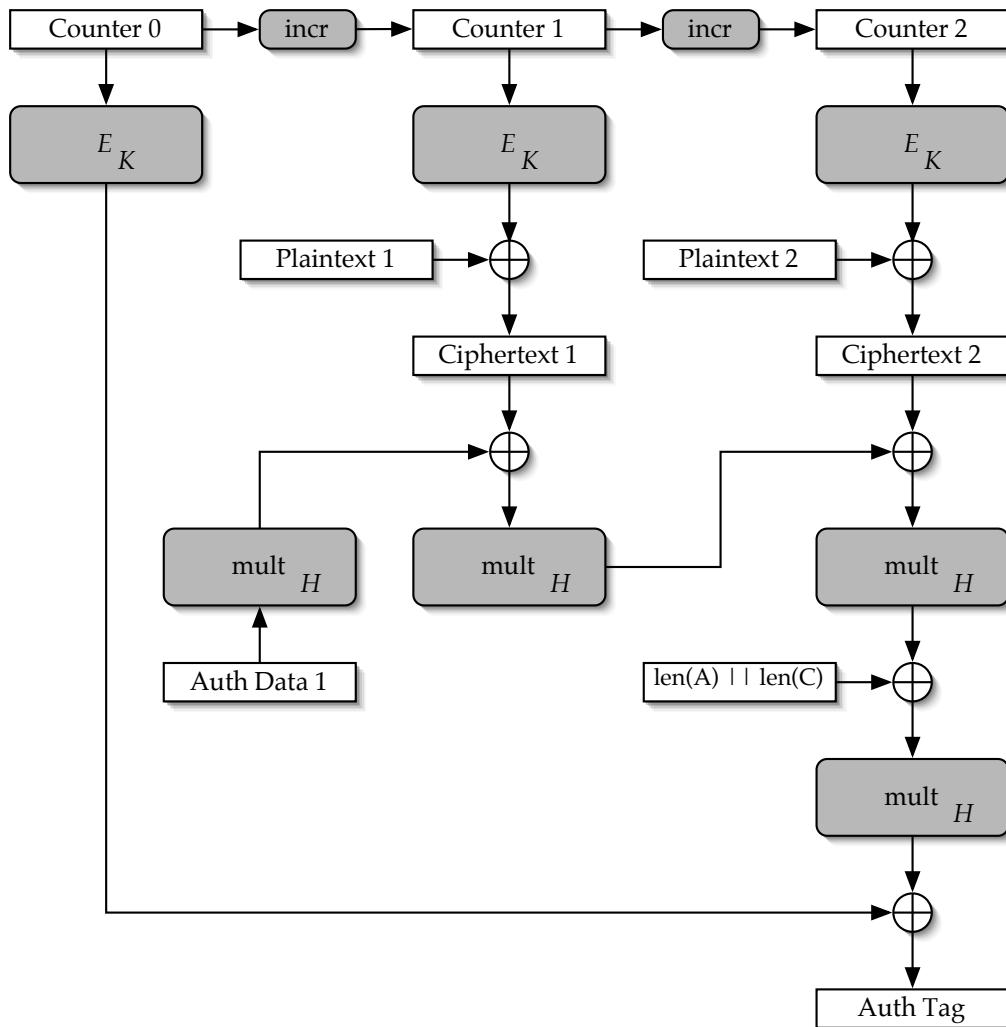 Counter 0
incr
Counter 1
incr
Counter 2
E K
E K
E K
Plaintext 1
Plaintext 2
Ciphertext 1
Ciphertext 2
mult H
mult H
mult H
Auth Data 1
len(A) || len(C)
mult H
Auth Tag